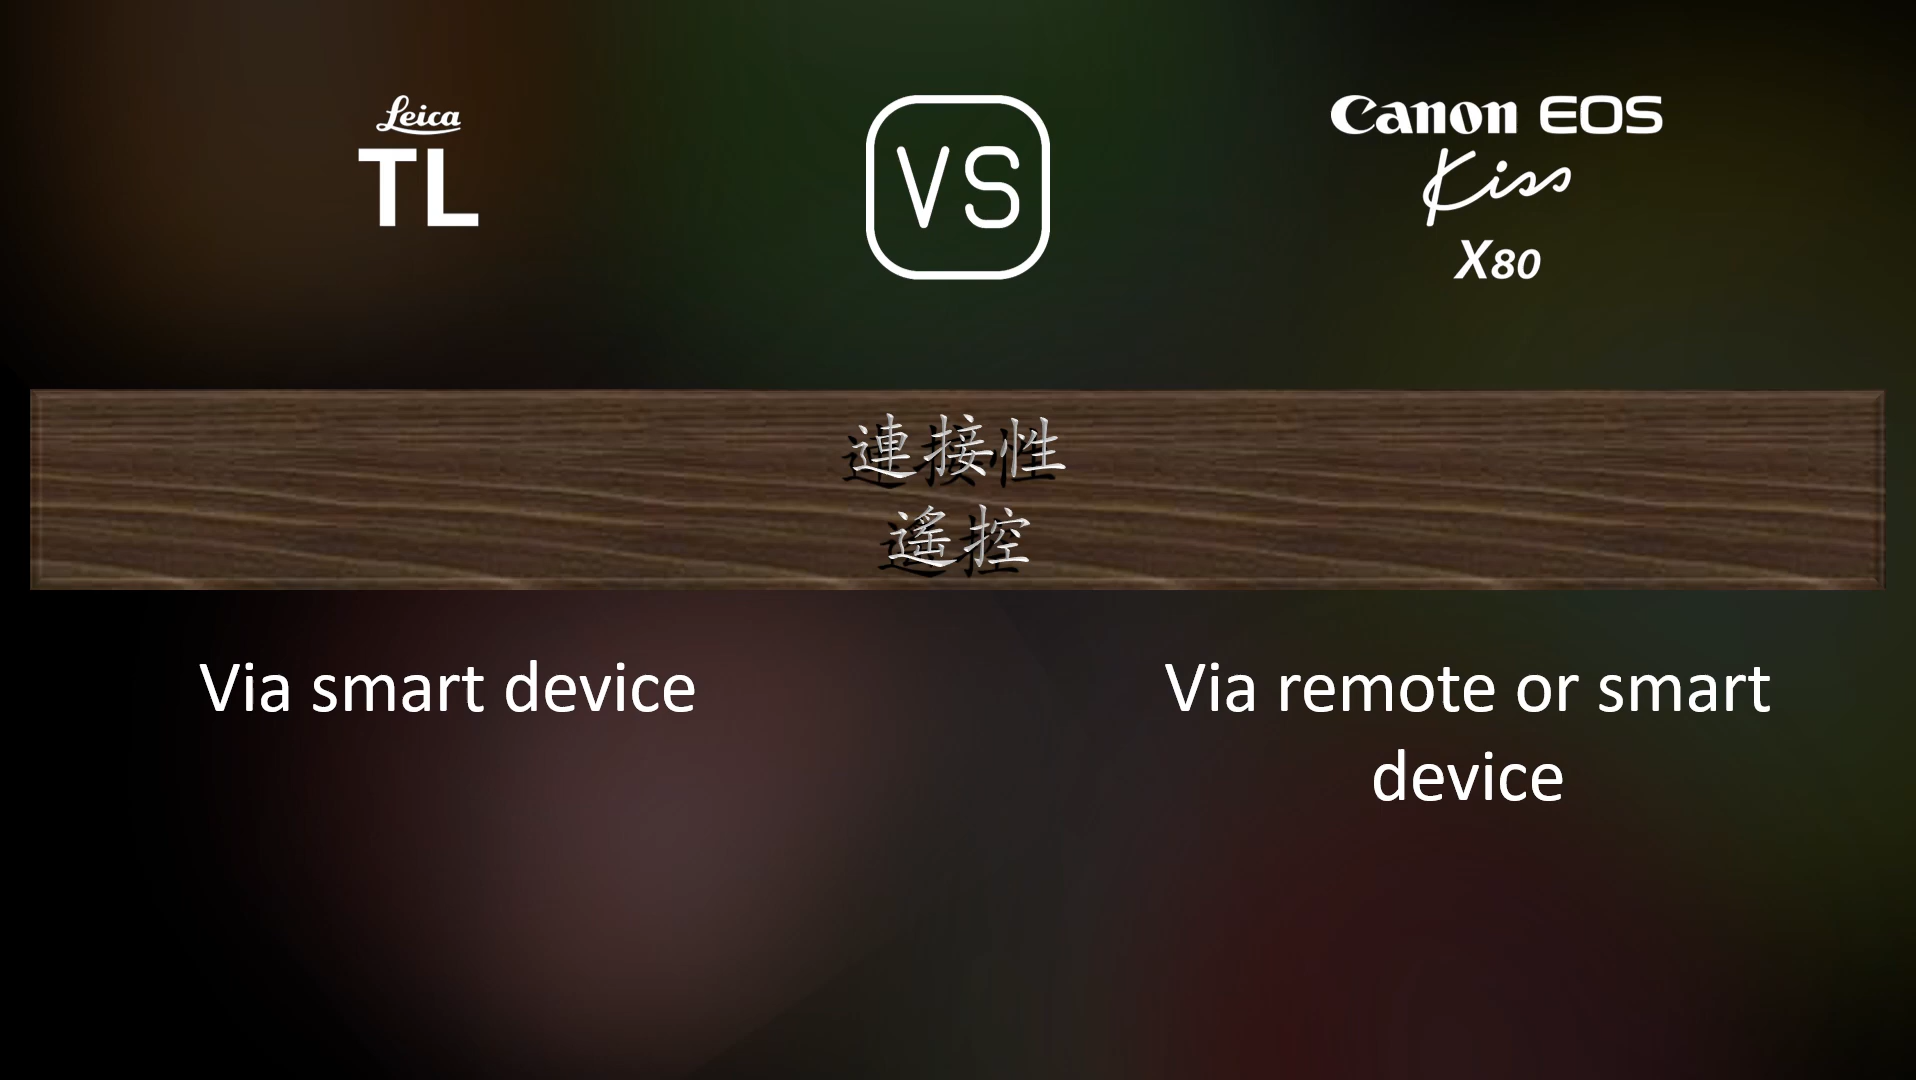 Leica
TL
VS
Canon EOS
Kiss
X80
連接性
遙控
Via smart device
Via remote or smart
device